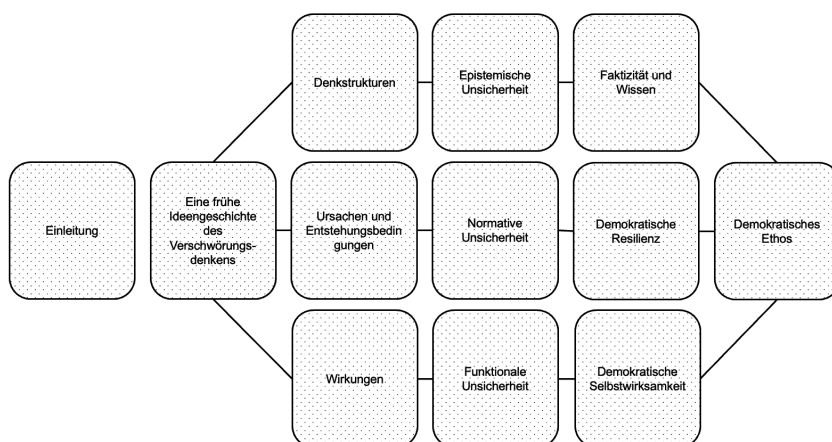 Denkstrukturen
Epistemische
Unsicherheit
Faktizität und
Wissen
Einleitung
Eine frühe
Ideengeschichte
des
Verschwörungs-
denkens
Ursachen und
Entstehungsbedin
gungen
Normative
Unsicherheit
Demokratische
Resilienz
Demokratisches
Ethos
Wirkungen
Funktionale
Unsicherheit
Demokratische
Selbstwirksamkeit